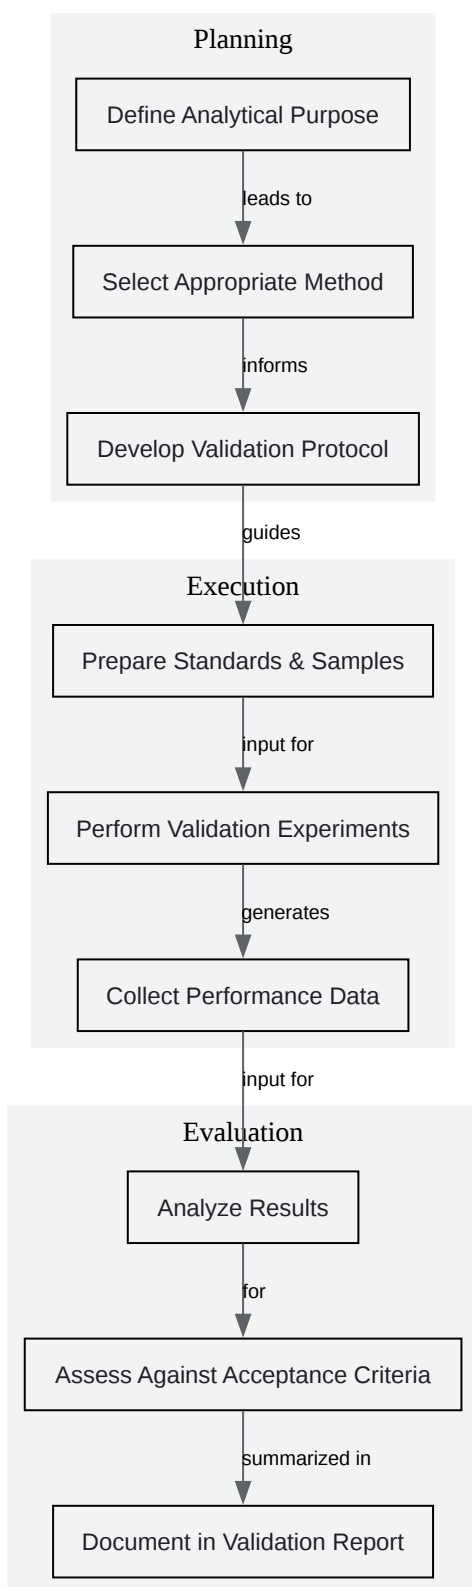 Planning
Define Analytical Purpose
leads to
Select Appropriate Method
informs
Develop Validation Protocol
guides
Execution
Prepare Standards & Samples
input for
Perform Validation Experiments
generates
Collect Performance Data
input for
Evaluation
Analyze Results
for
Assess Against Acceptance Criteria
summarized in
Document in Validation Report